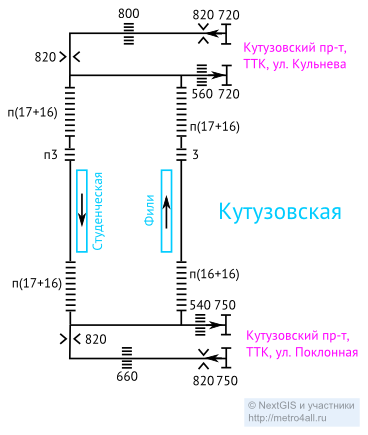 800
820 720
Кутузовский пр-т,
ТТК, ул. Кульнева
820
560 720
п(17+16)
п(17+16)
п3
3
Студенческая
Фили
Кутузовская
п(17+16)
п(16+16)
540 750
Кутузовский пр-т,
ТТК, ул. Поклонная
820
660
820 750
© NextGIS и участники
http://metro4all.ru